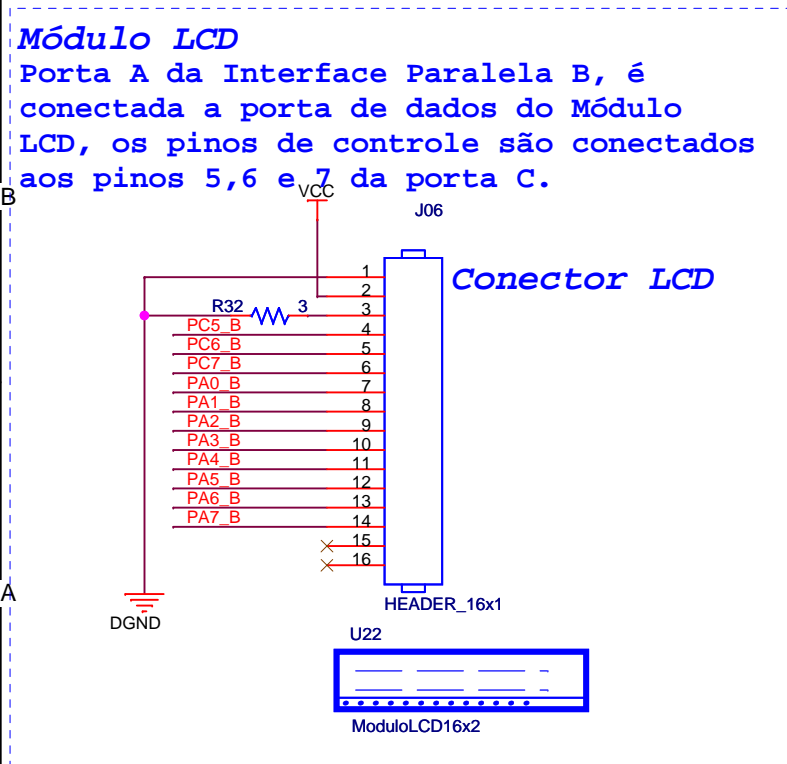 Módulo LCD
Porta A da Interface Paralela B, é
conectada a porta de dados do Módulo
LCD, os pinos de controle são conectados
aos pinos 5,6 e 7 da porta C.
B
VCC
J06
Conector LCD
1
2
R32 3 3
PC5_B 4
PC6_B 5
PC7_B 6
PA0_B 7
PA1_B 8
PA2_B 9
PA3_B 10
PA4_B 11
PA5_B 12
PA6_B 13
PA7_B 14
15
16
A
HEADER_16x1
DGND
U22
ModuloLCD16x2